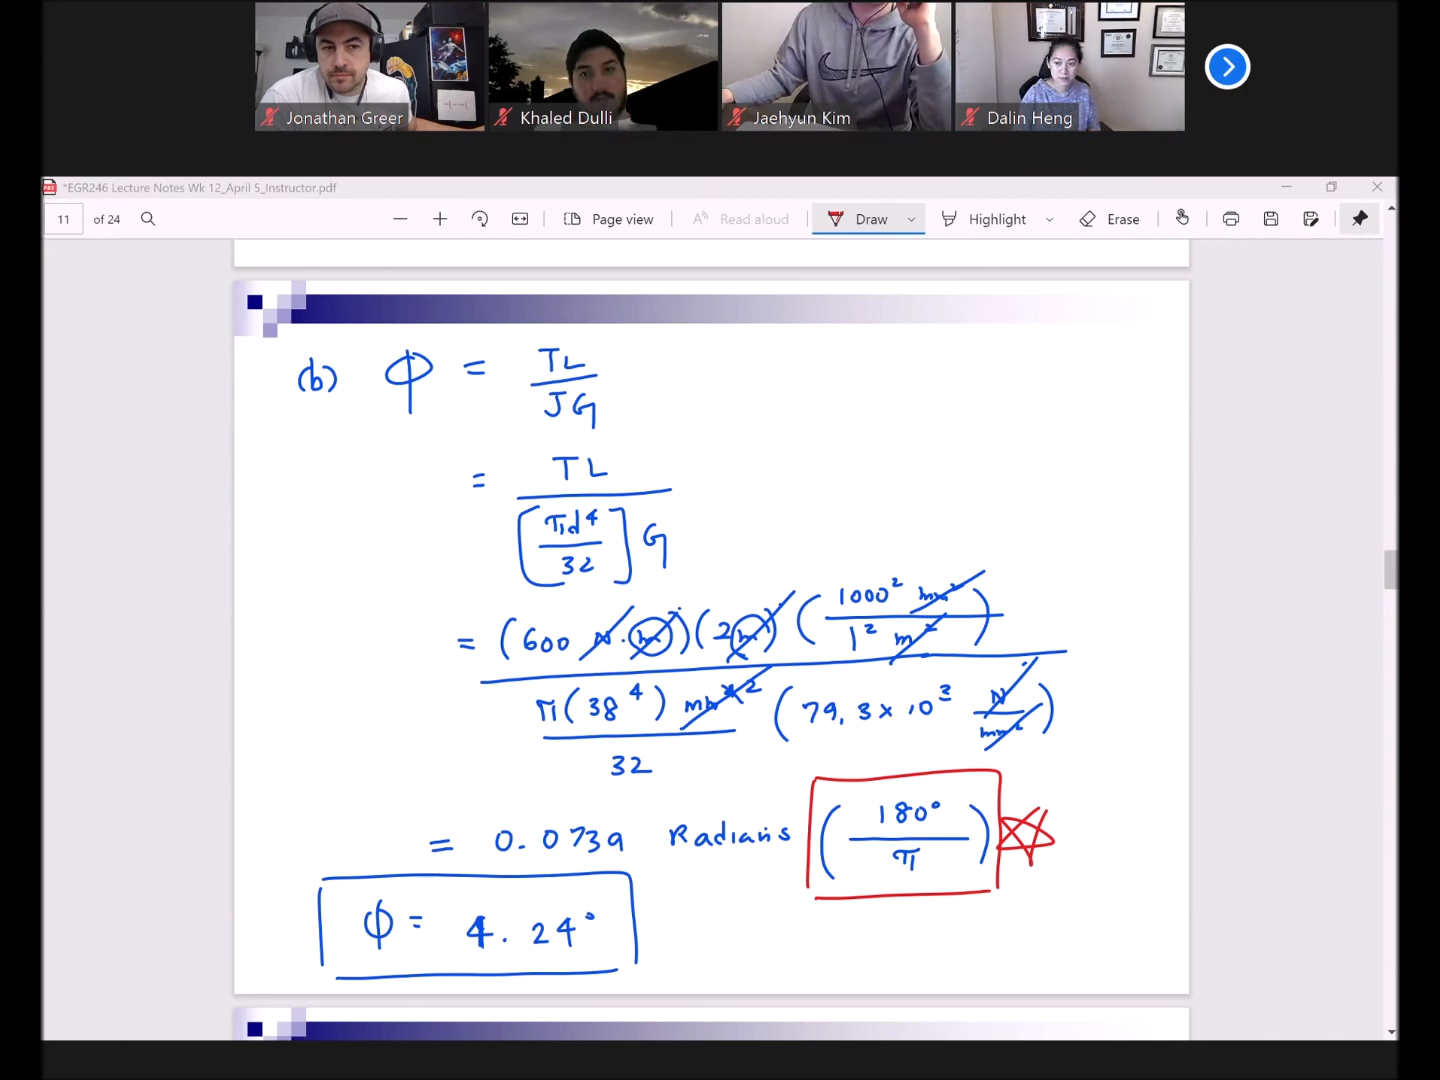 Jonathan Greer
Khaled Dulli
Jaehyun Kim
Dalin Heng
*EGR246 Lecture Notes Wk 12_April 5_Instructor.pdf
11 of 24 Page view Read aloud Draw Highlight Erase
(b) Φ = TL / JG
= TL / [πd⁴ / 32] G
= (600 N·m)(2m)(1000² mm² / 1² m²)
π(38⁴) mm⁴ ² / 32 (79.3 × 10³ N / mm²)
= 0.0739 Radians (180° / π)
ϕ = 4.24°